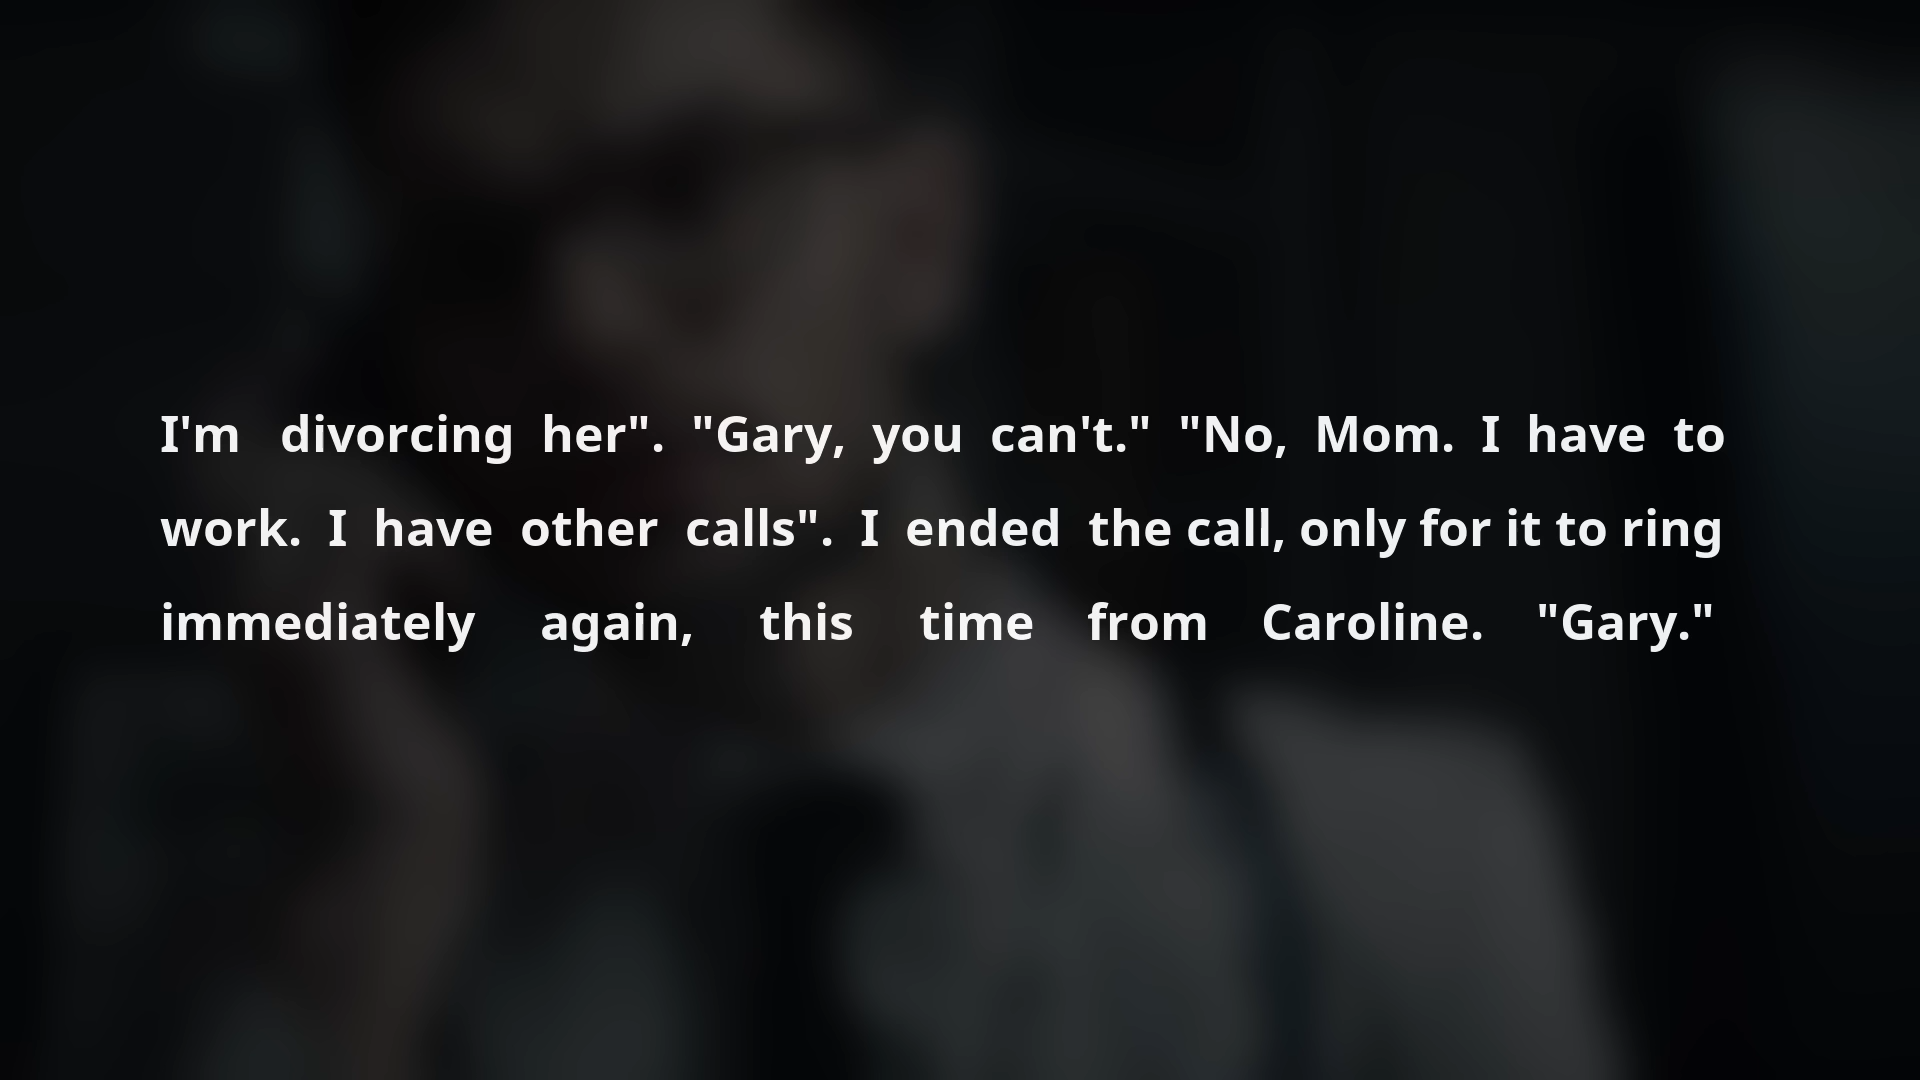 I'm divorcing her". "Gary, you can't." "No, Mom. I have to
work. I have other calls". I ended the call, only for it to ring
immediately again, this time from Caroline. "Gary."